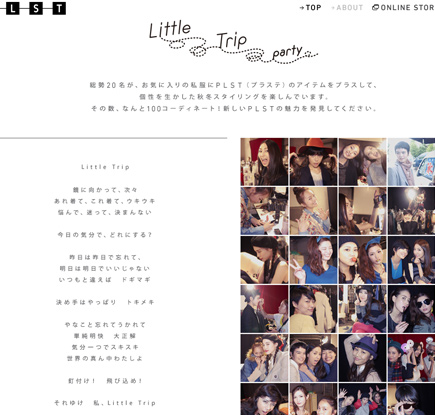 L S T
→TOP
ABOUT
ONLINE STOR
Little Trip party
総勢20名が、お気に入りの私服にPLST（プラステ）のアイテムをプラスして、
個性を生かした秋冬スタイリングを楽しんでいます。
その数、なんと100コーディネート！新しいPLSTの魅力を発見してください。
Little Trip
鏡に向かって、次々
あれ着て、これ着て、ウキウキ
悩んで、迷って、決まんない
今日の気分で、どれにする？
昨日は昨日で忘れて、
明日は明日でいいじゃない
いつもと違えば　ドギマギ
決め手はやっぱり　トキメキ
やなこと忘れてうかれて
単純明快　大正解
気分一つでスキスキ
世界の真ん中わたしよ
釘付け！　飛び込め！
それゆけ　私、Little Trip